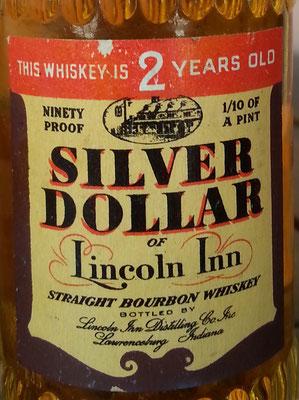 THIS WHISKEY IS 2 YEARS OLD
NINETY PROOF
1/10 OF A PINT
SILVER
DOLLAR
OF
Lincoln Inn
STRAIGHT BOURBON WHISKEY
BOTTLED BY
Lincoln Inn Distilling Co. Inc.
Lawrenceburg Indiana